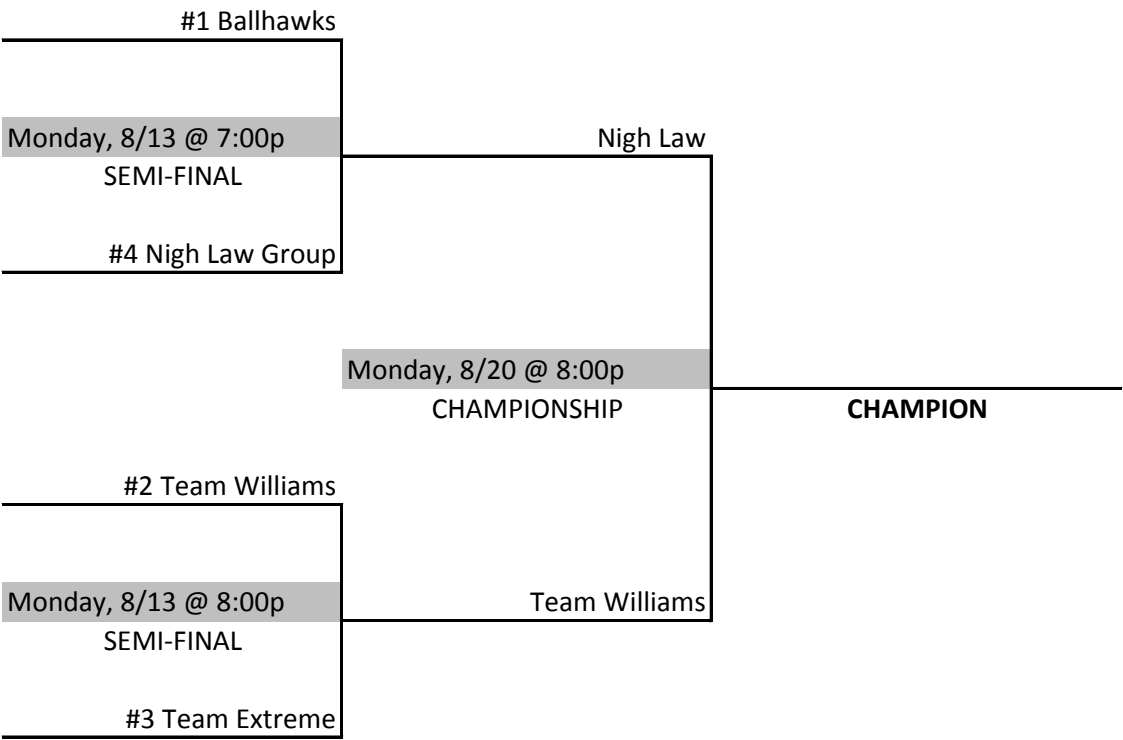 #1 Ballhawks
Monday, 8/13 @ 7:00p
Nigh Law
SEMI-FINAL
#4 Nigh Law Group
Monday, 8/20 @ 8:00p
CHAMPIONSHIP
CHAMPION
#2 Team Williams
Monday, 8/13 @ 8:00p
Team Williams
SEMI-FINAL
#3 Team Extreme